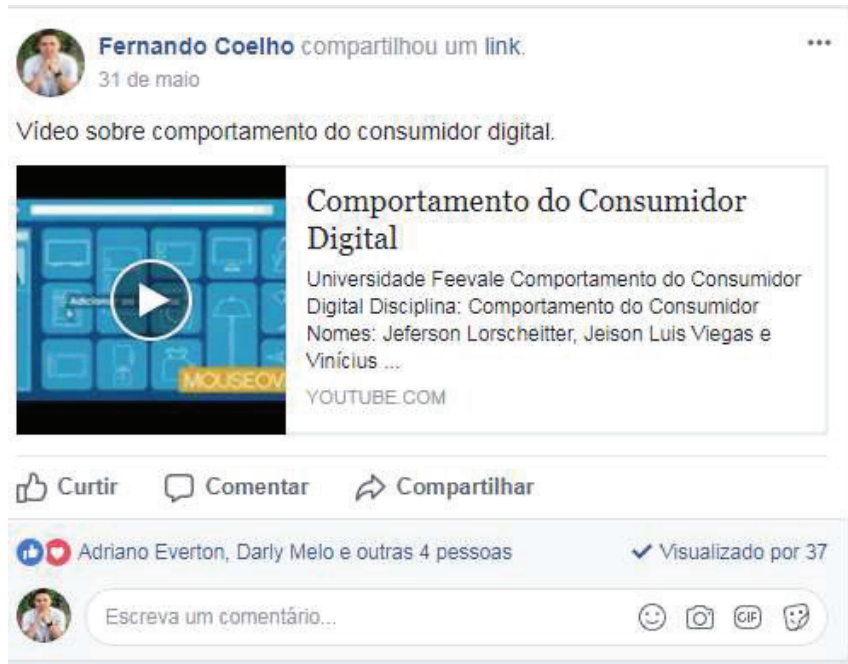 Fernando Coelho compartilhou um link.
31 de maio
Vídeo sobre comportamento do consumidor digital.
Comportamento do Consumidor
Digital
Universidade Feevale Comportamento do Consumidor
Digital Disciplina: Comportamento do Consumidor
Nomes: Jeferson Lorscheitter, Jeison Luis Viegas e
Vinícius ...
YOUTUBE.COM
Adicionar ao
MOUSEOV
Curtir Comentar Compartilhar
Adriano Everton, Darly Melo e outras 4 pessoas Visualizado por 37
Escreva um comentário... GIF